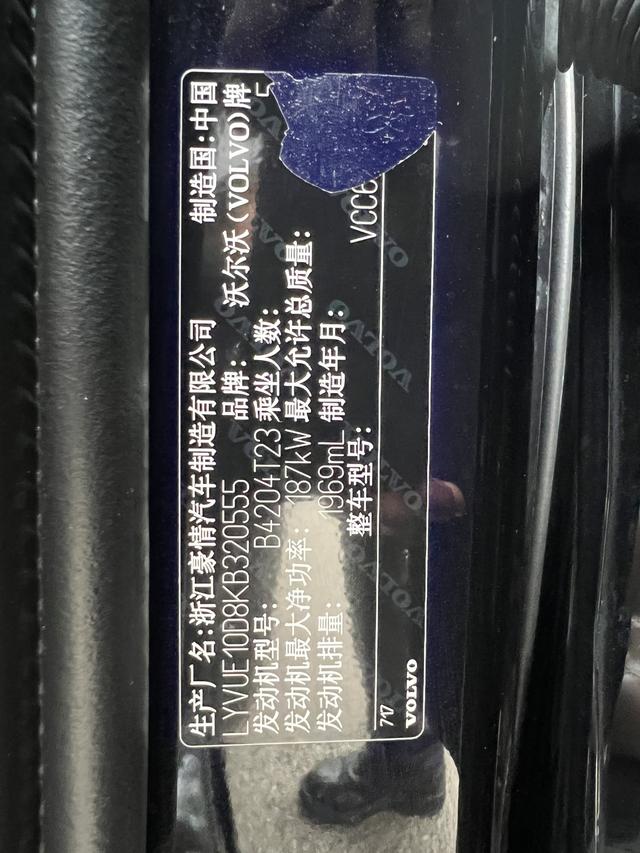 生产厂名:浙江豪情汽车制造有限公司 制造国:中国
LYVUE10D8KB320555 品牌: 沃尔沃(VOLVO)牌
发动机型号: B4204T23 乘坐人数: 5
发动机最大净功率: 187kW 最大允许总质量:
发动机排量: 1969mL 制造年月:
整车型号: VCC6
717
VOLVO